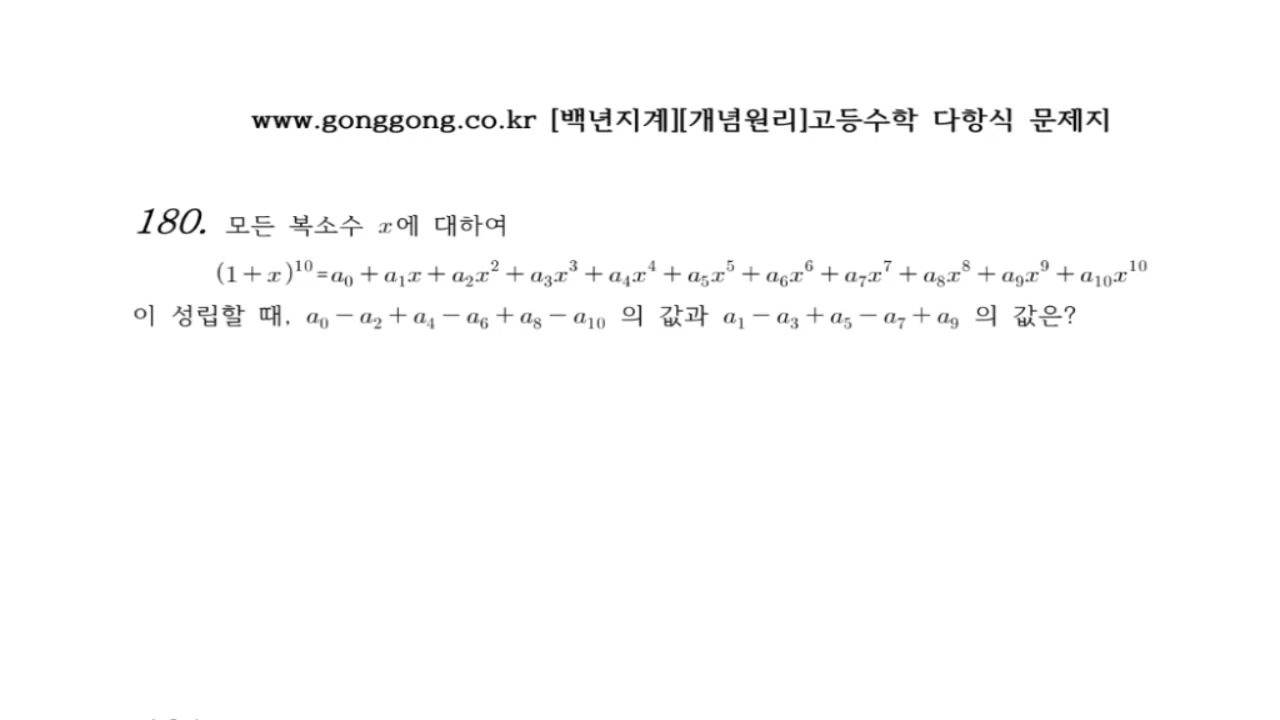 www.gonggong.co.kr [백년지계][개념원리]고등수학 다항식 문제지
180. 모든 복소수 x에 대하여
(1+x)^10=a_0+a_1x+a_2x^2+a_3x^3+a_4x^4+a_5x^5+a_6x^6+a_7x^7+a_8x^8+a_9x^9+a_10x^10
이 성립할 때, a_0-a_2+a_4-a_6+a_8-a_10 의 값과 a_1-a_3+a_5-a_7+a_9 의 값은?